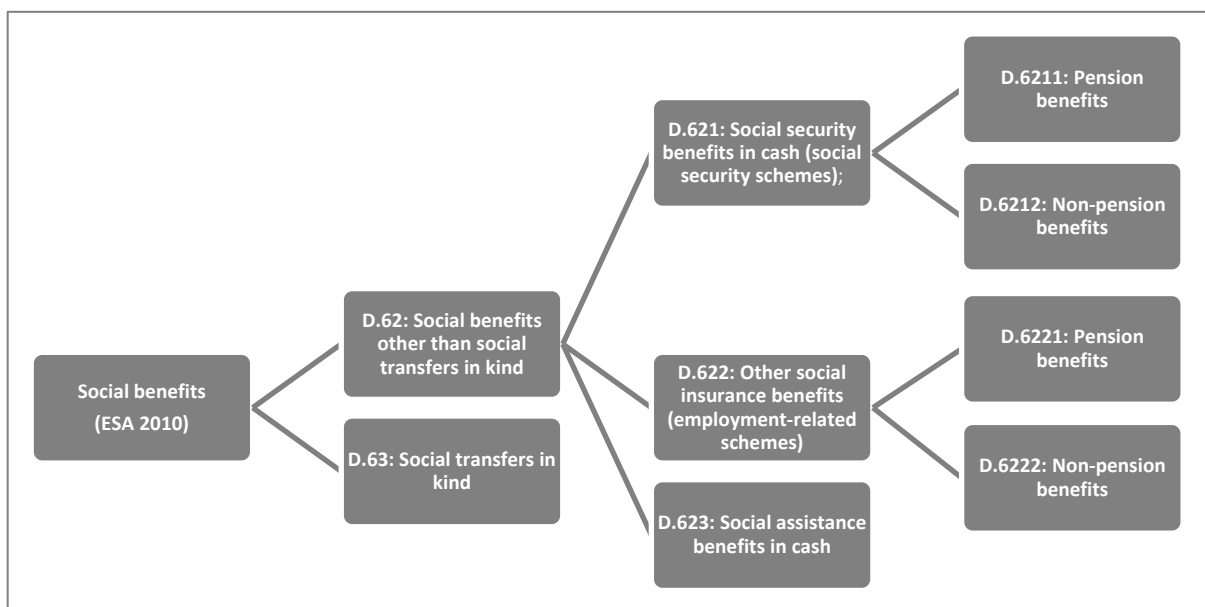 Social benefits
(ESA 2010)
D.62: Social benefits
other than social
transfers in kind
D.63: Social transfers in
kind
D.621: Social security
benefits in cash (social
security schemes);
D.622: Other social
insurance benefits
(employment-related
schemes)
D.623: Social assistance
benefits in cash
D.6211: Pension
benefits
D.6212: Non-pension
benefits
D.6221: Pension
benefits
D.6222: Non-pension
benefits